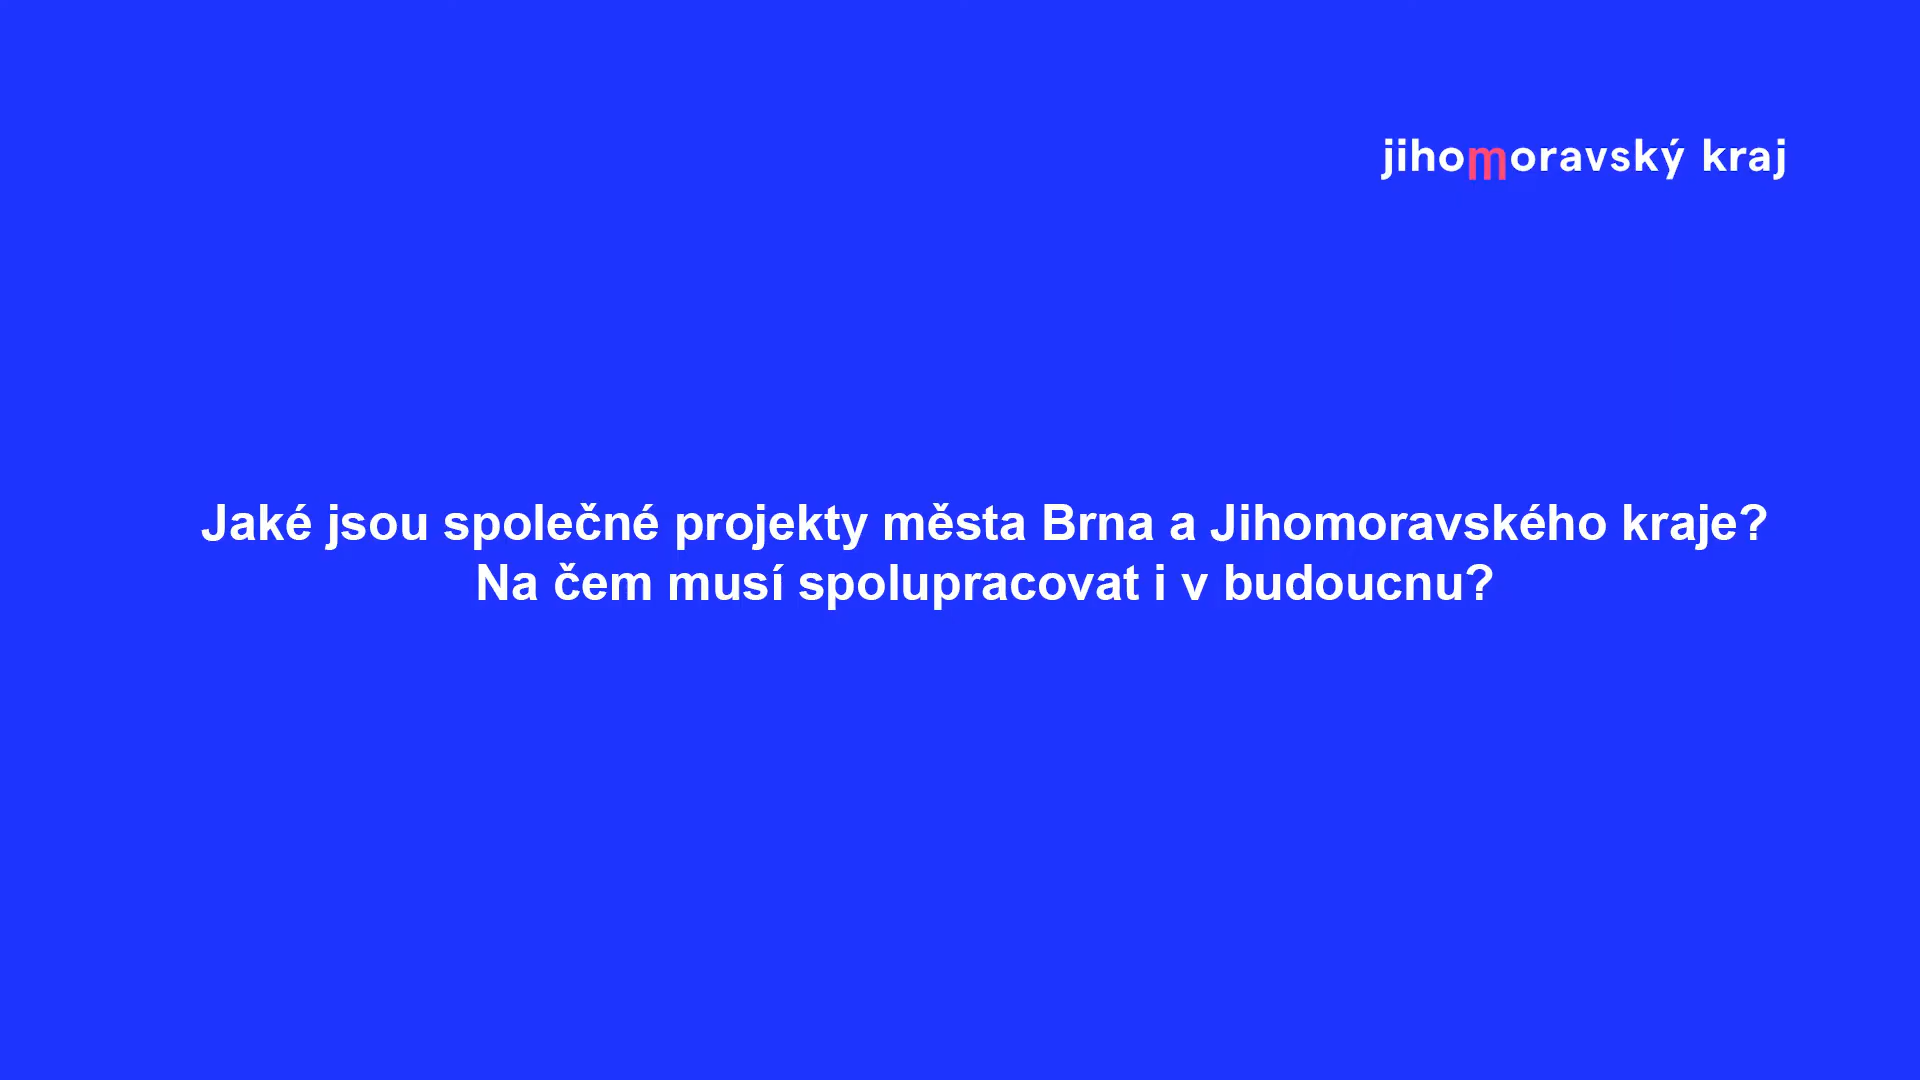 jihomoravský kraj
Jaké jsou společné projekty města Brna a Jihomoravského kraje?
Na čem musí spolupracovat i v budoucnu?